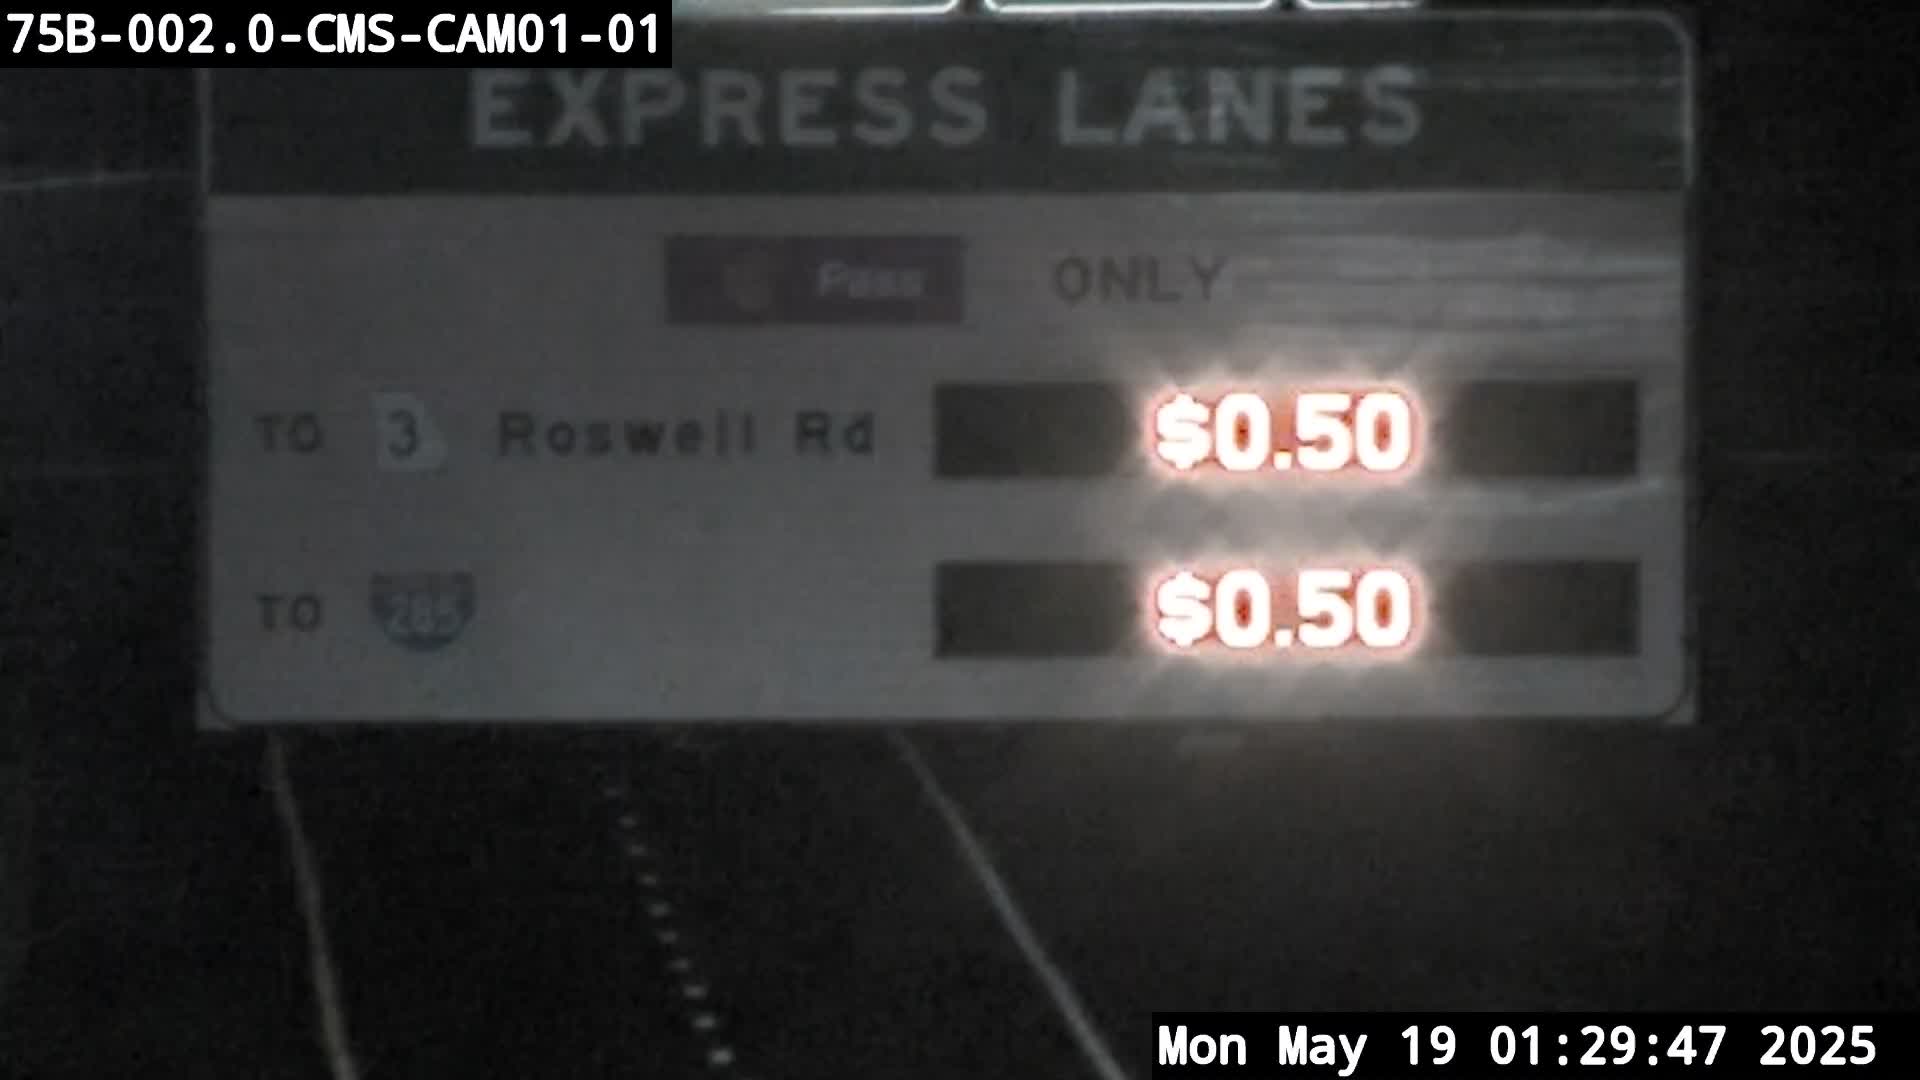 75B-002.0-CMS-CAM01-01
EXPRESS LANES
Pass ONLY
TO 3 Roswell Rd $0.50
TO 285 $0.50
Mon May 19 01:29:47 2025